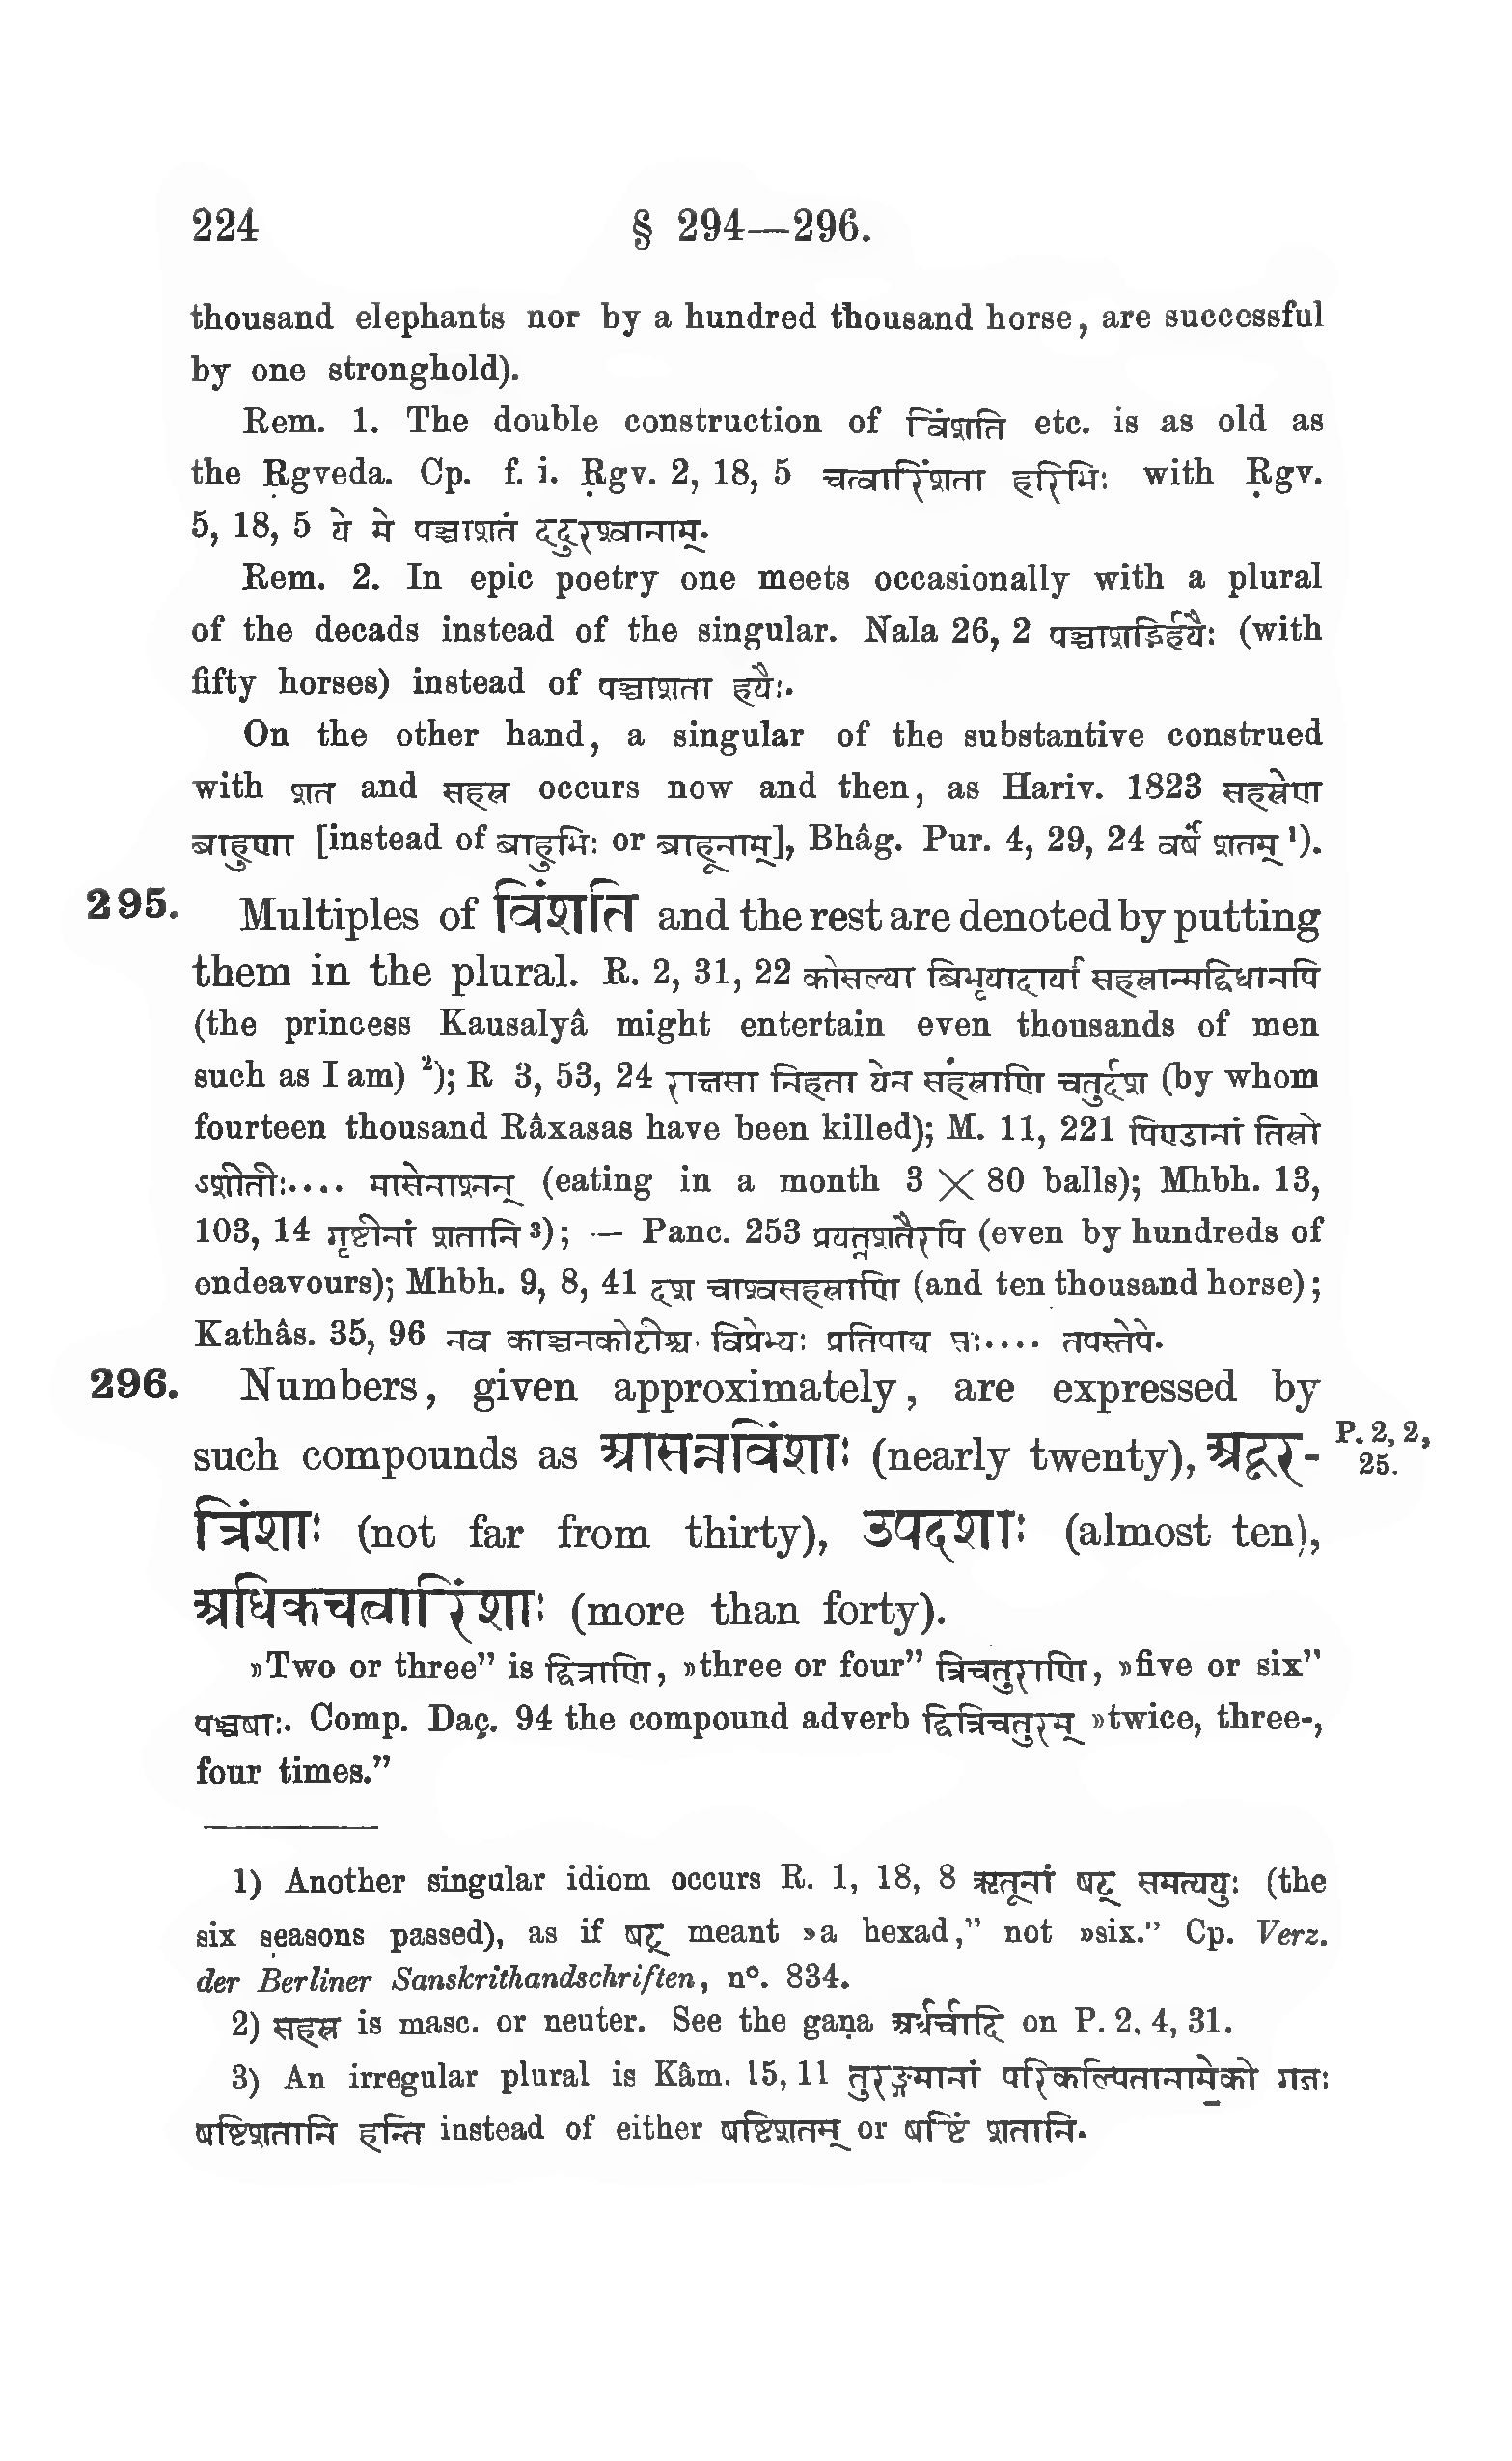 224 § 294—296.
thousand elephants nor by a hundred thousand horse, are successful
by one stronghold).
Rem. 1. The double construction of विंशति etc. is as old as
the Ṛgveda. Cp. f. i. Ṛgv. 2, 18, 5 चत्वारिंशता हरिभिः with Ṛgv.
5, 18, 5 ये मे पञ्चाशतं ददुरश्वानाम्.
Rem. 2. In epic poetry one meets occasionally with a plural
of the decads instead of the singular. Nala 26, 2 पञ्चाशड्भिर्हयैः (with
fifty horses) instead of पञ्चाशता हयैः.
On the other hand, a singular of the substantive construed
with शत and सहस्र occurs now and then, as Hariv. 1823 सहस्रेण
बाहुणा [instead of बाहुभिः or बाहूनाम्], Bhâg. Pur. 4, 29, 24 वर्षं शतम् ¹).
295. Multiples of विंशति and the rest are denoted by putting
them in the plural. R. 2, 31, 22 कोसल्या बिभृयादार्या सहस्रान्मद्विधानपि
(the princess Kausalyâ might entertain even thousands of men
such as I am) ²); R 3, 53, 24 राक्षसा निहता येन संहस्राणि चतुर्दश (by whom
fourteen thousand Râxasas have been killed); M. 11, 221 पिण्डानां तिस्रो
ऽशीतीः.... मासेनाश्नन् (eating in a month 3 × 80 balls); Mhbh. 13,
103, 14 गृष्टीनां शतानि ³); — Panc. 253 प्रयत्नशतैरपि (even by hundreds of
endeavours); Mhbh. 9, 8, 41 दश चाश्वसहस्राणि (and ten thousand horse);
Kathâs. 35, 96 नव काञ्चनकोटीश्च विप्रेभ्यः प्रतिपाद्य सः.... तपस्तेपे.
296. Numbers, given approximately, are expressed by
such compounds as आसन्नविंशाः (nearly twenty), अदूर- P. 2, 2, 25.
त्रिंशाः (not far from thirty), उपदशाः (almost ten),
अधिकचत्वारिंशाः (more than forty).
»Two or three” is द्वित्राणि, »three or four” त्रिचतुराणि, »five or six”
पञ्चषाः. Comp. Daç. 94 the compound adverb द्वित्रिचतुरम् »twice, three-,
four times.”
1) Another singular idiom occurs R. 1, 18, 8 ऋतूनां षट् समत्ययुः (the
six seasons passed), as if षट् meant »a hexad,” not »six.” Cp. Verz.
der Berliner Sanskrithandschriften, n°. 834.
2) सहस्र is masc. or neuter. See the gaṇa अर्धर्चादि on P. 2, 4, 31.
3) An irregular plural is Kâm. 15, 11 तुरङ्गमानां परिकल्पितानामेको गजः
षष्टिशतानि हन्ति instead of either षष्टिशतम् or षष्टिं शतानि.